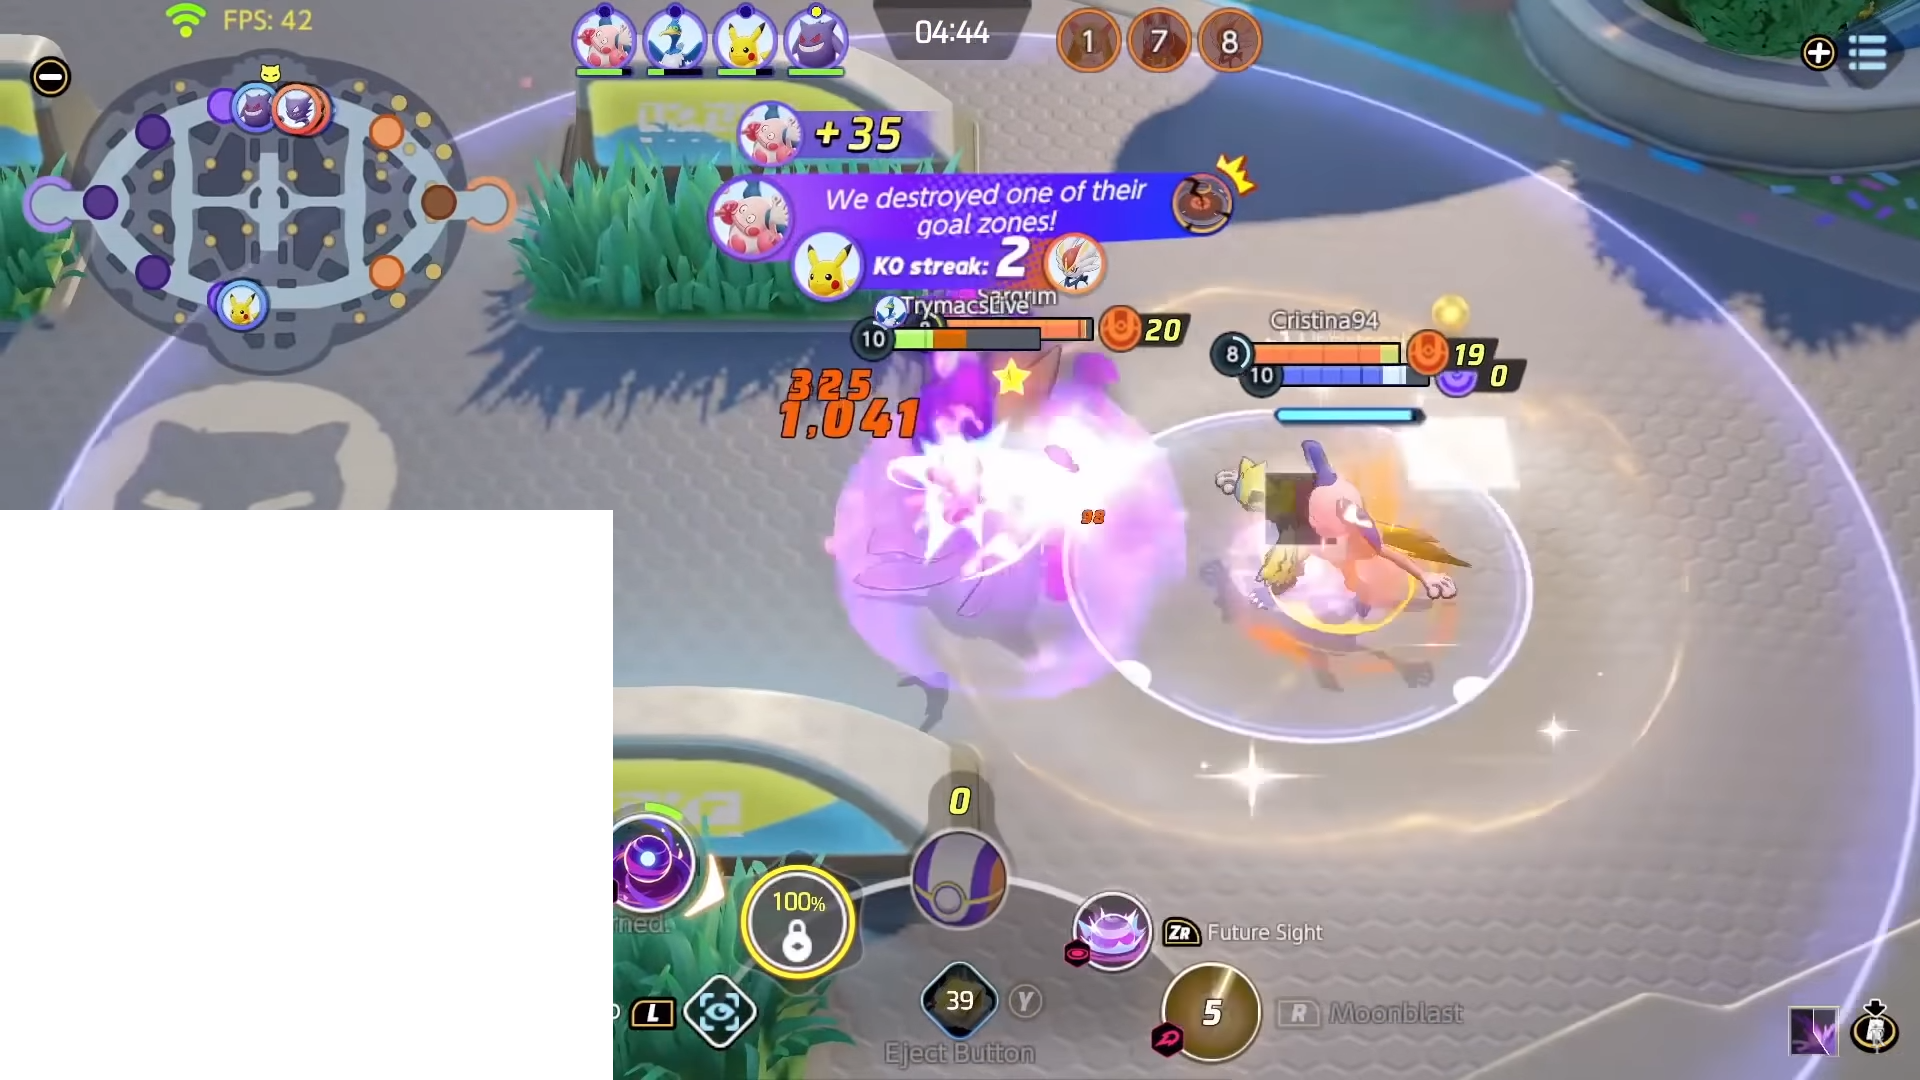 FPS: 42
04:44
1
7
8
+35
We destroyed one of their
goal zones!
KO streak: 2
Sargrim
TrymacsLive
10
20
Cristina94
8
19
10
0
325
1,041
98
0
100%
ZR Future Sight
L
39
Y
5
R Moonblast
Eject Button